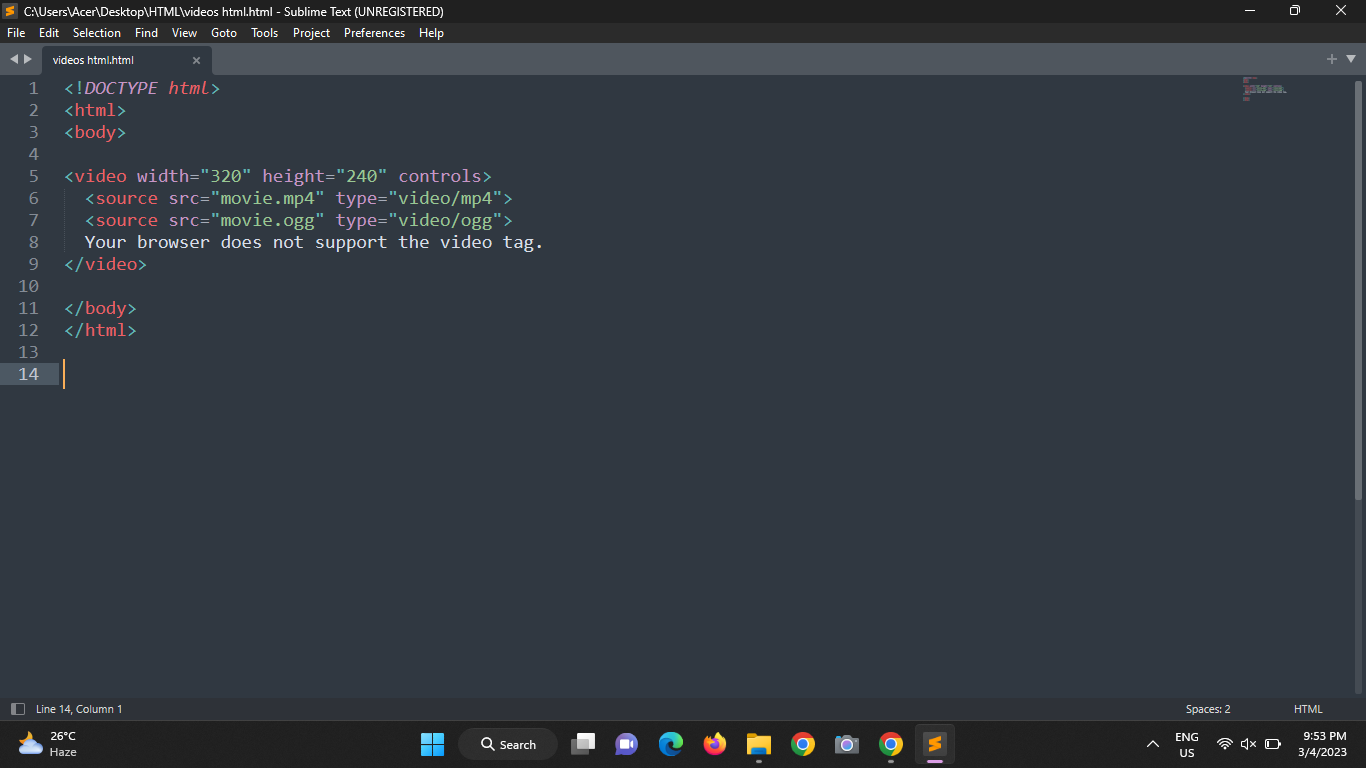 C:\Users\Acer\Desktop\HTML\videos html.html - Sublime Text (UNREGISTERED)
File Edit Selection Find View Goto Tools Project Preferences Help
videos html.html
1 <!DOCTYPE html>
2 <html>
3 <body>
4
5 <video width="320" height="240" controls>
6   <source src="movie.mp4" type="video/mp4">
7   <source src="movie.ogg" type="video/ogg">
8   Your browser does not support the video tag.
9 </video>
10
11 </body>
12 </html>
13
14
Line 14, Column 1 Spaces: 2 HTML
26°C
Haze
Search
ENG
US
9:53 PM
3/4/2023